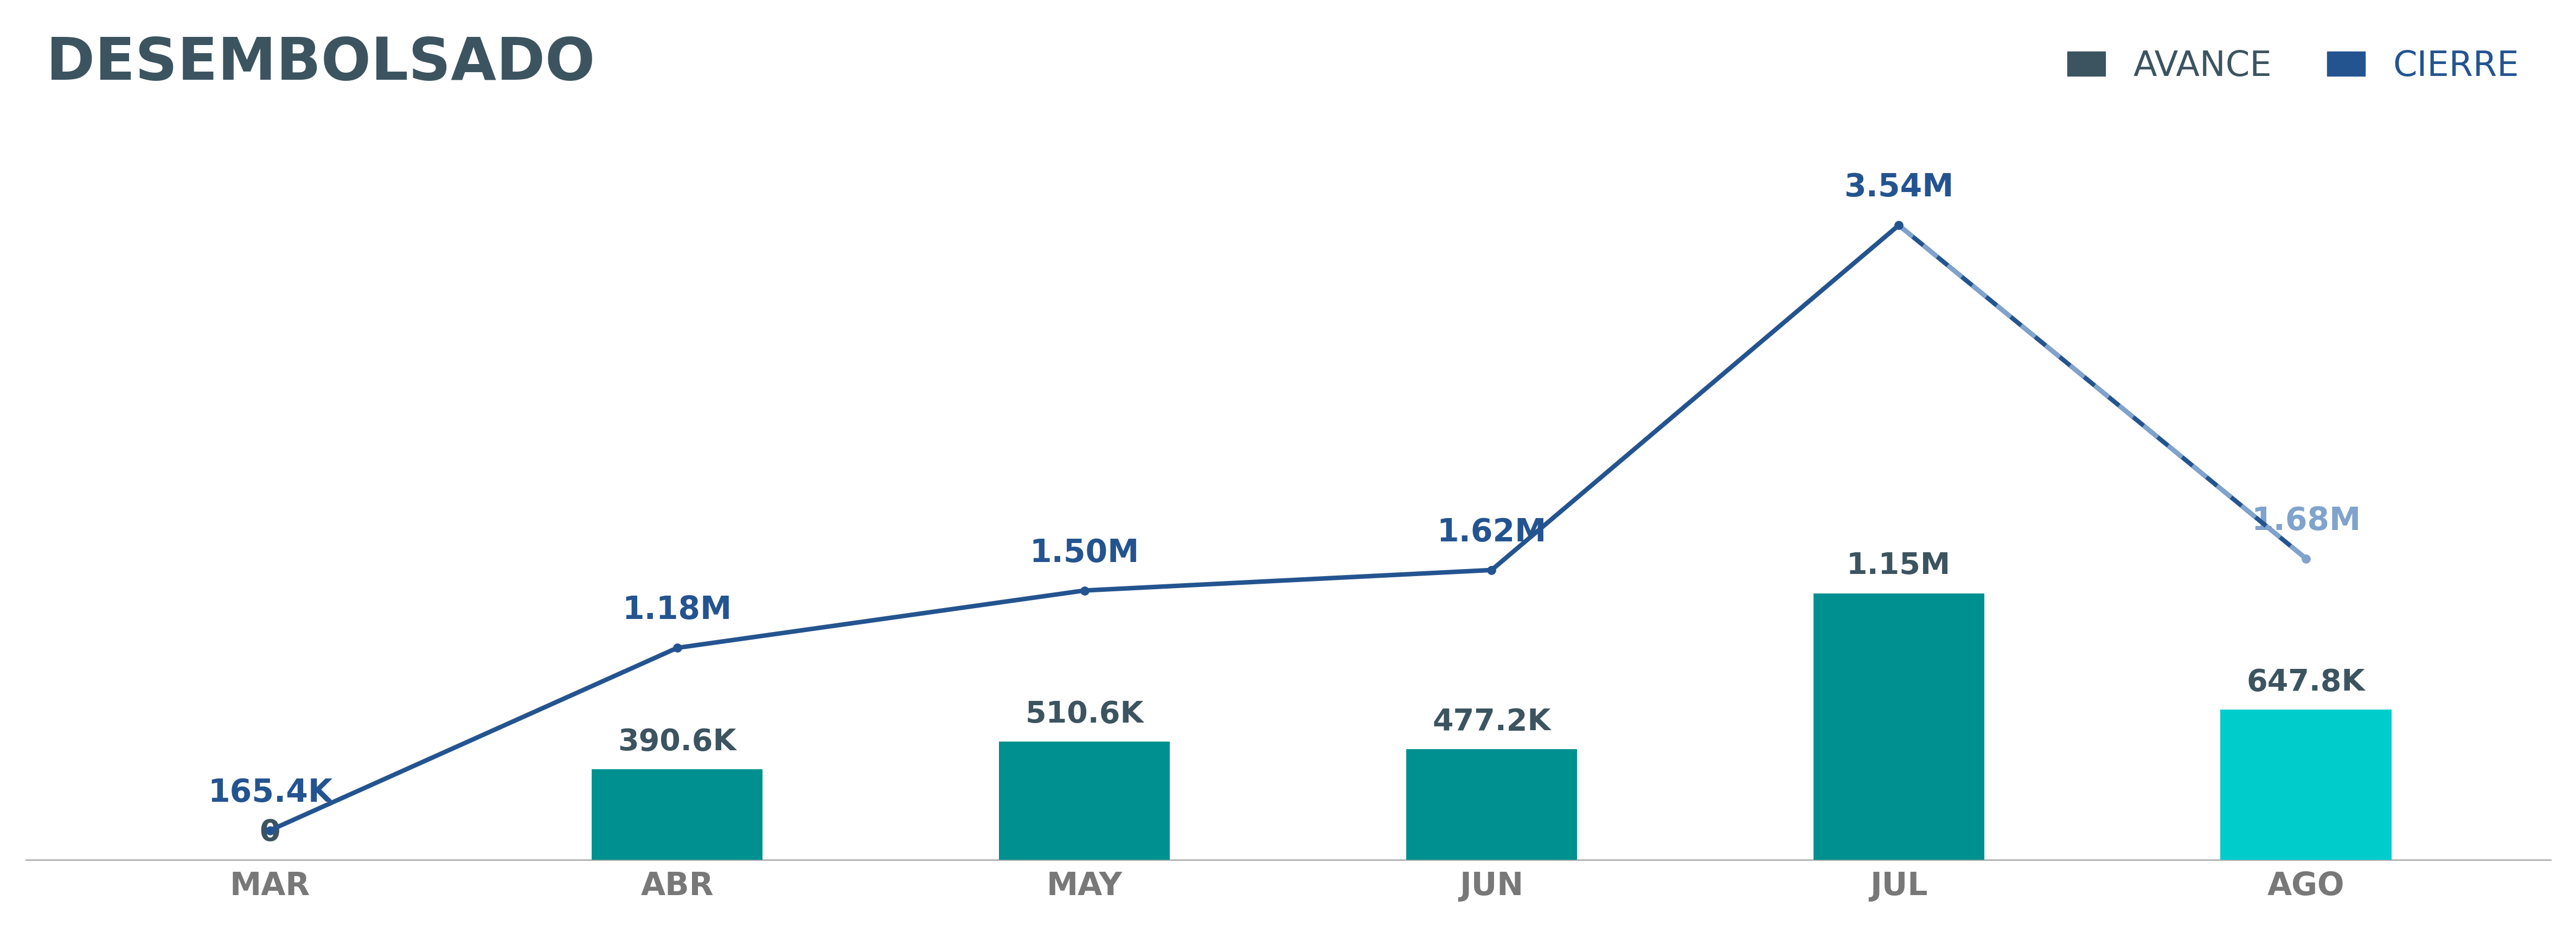 DESEMBOLSADO
AVANCE CIERRE
3.54M
1.62M
1.68M
1.50M
1.15M
1.18M
647.8K
510.6K
477.2K
390.6K
165.4K
0
MAR ABR MAY JUN JUL AGO